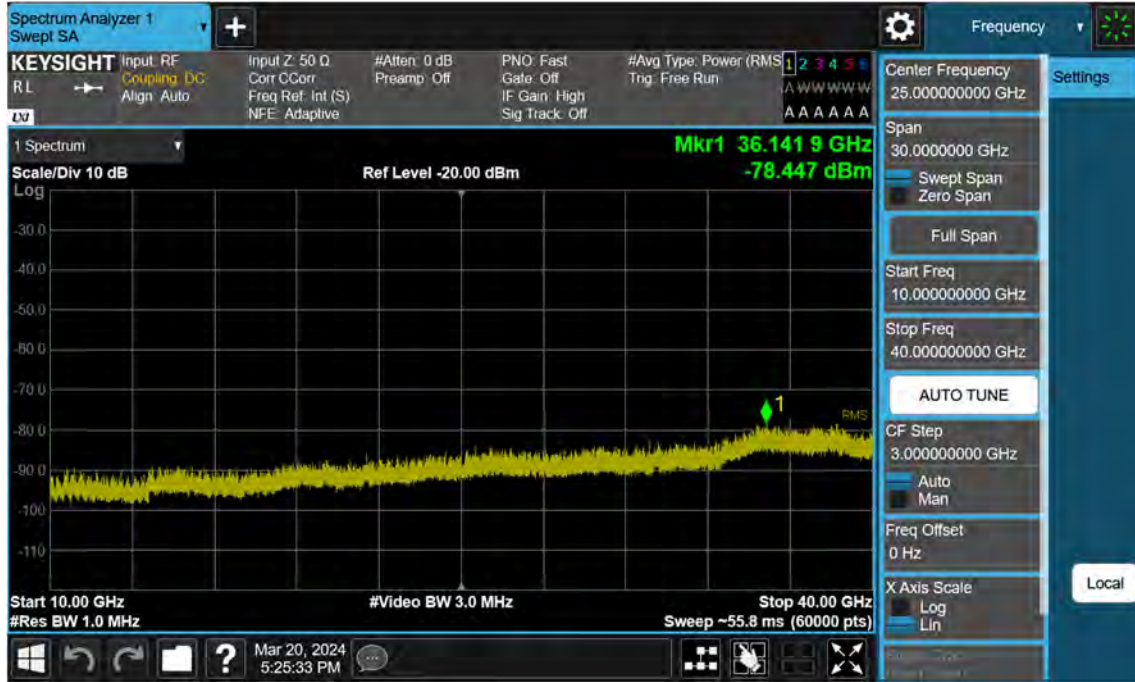 Spectrum Analyzer 1
Swept SA
+
Frequency
KEYSIGHT
RL
LXI
Input: RF
Coupling: DC
Align: Auto
Input Z: 50 Ω
Corr CCorr
Freq Ref: Int (S)
NFE: Adaptive
#Atten: 0 dB
Preamp: Off
PNO: Fast
Gate: Off
IF Gain: High
Sig Track: Off
#Avg Type: Power (RMS
Trig: Free Run
1 2 3 4 5 6
A W W W W W
A A A A A A
1 Spectrum
Scale/Div 10 dB
Log
Ref Level -20.00 dBm
Mkr1 36.141 9 GHz
-78.447 dBm
-30.0
-40.0
-50.0
-60.0
-70.0
-80.0
-90.0
-100
-110
1
RMS
Start 10.00 GHz
#Res BW 1.0 MHz
#Video BW 3.0 MHz
Stop 40.00 GHz
Sweep ~55.8 ms (60000 pts)
Center Frequency
25.000000000 GHz
Span
30.0000000 GHz
Swept Span
Zero Span
Full Span
Start Freq
10.000000000 GHz
Stop Freq
40.000000000 GHz
AUTO TUNE
CF Step
3.000000000 GHz
Auto
Man
Freq Offset
0 Hz
X Axis Scale
Log
Lin
Settings
Local
?
Mar 20, 2024
5:25:33 PM